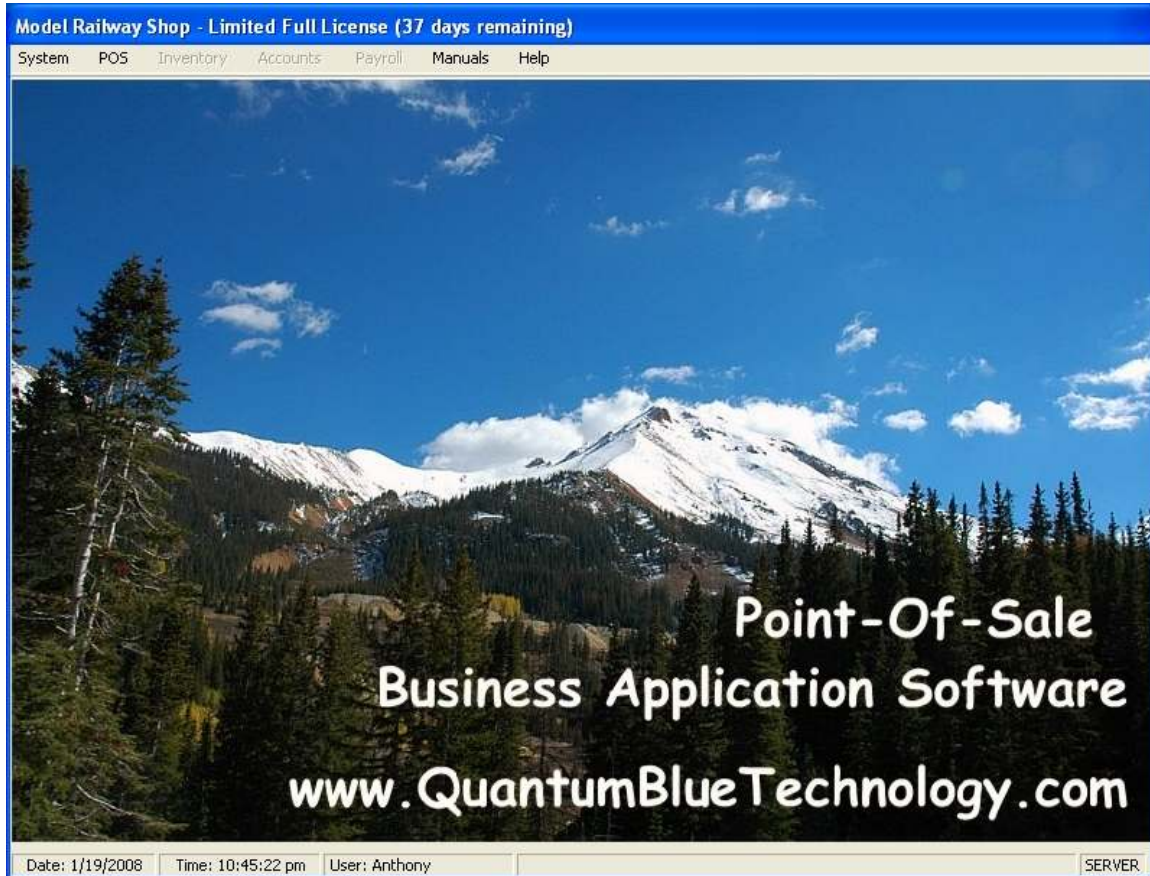 Model Railway Shop - Limited Full License (37 days remaining)
System POS Inventory Accounts Payroll Manuals Help
Point-Of-Sale
Business Application Software
www.QuantumBlueTechnology.com
Date: 1/19/2008 Time: 10:45:22 pm User: Anthony SERVER